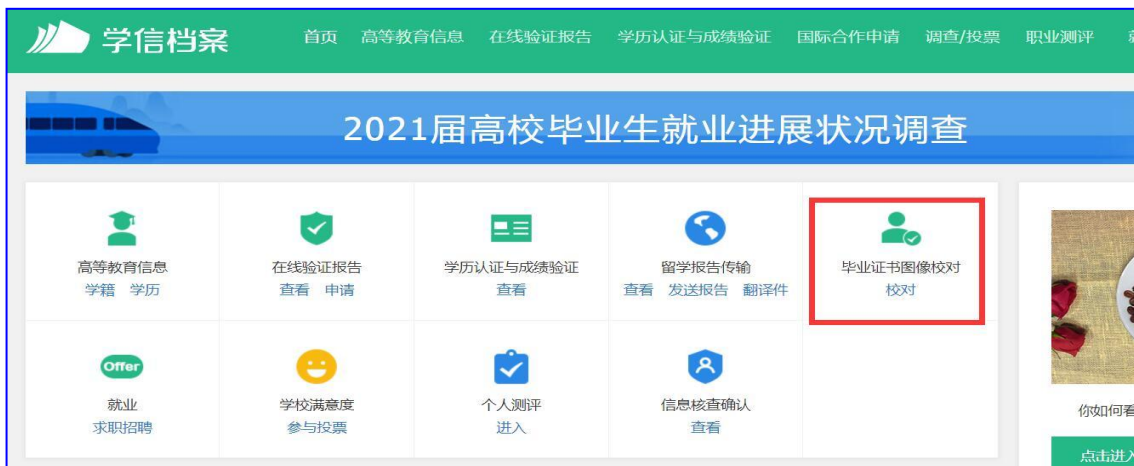 学信档案 首页 高等教育信息 在线验证报告 学历认证与成绩验证 国际合作申请 调查/投票 职业测评
2021届高校毕业生就业进展状况调查
高等教育信息 在线验证报告 学历认证与成绩验证 留学报告传输 毕业证书图像校对
学籍 学历 查看 申请 查看 查看 发送报告 翻译件 校对
Offer
就业 学校满意度 个人测评 信息核查确认
求职招聘 参与投票 进入 查看
你如何看
点击进入